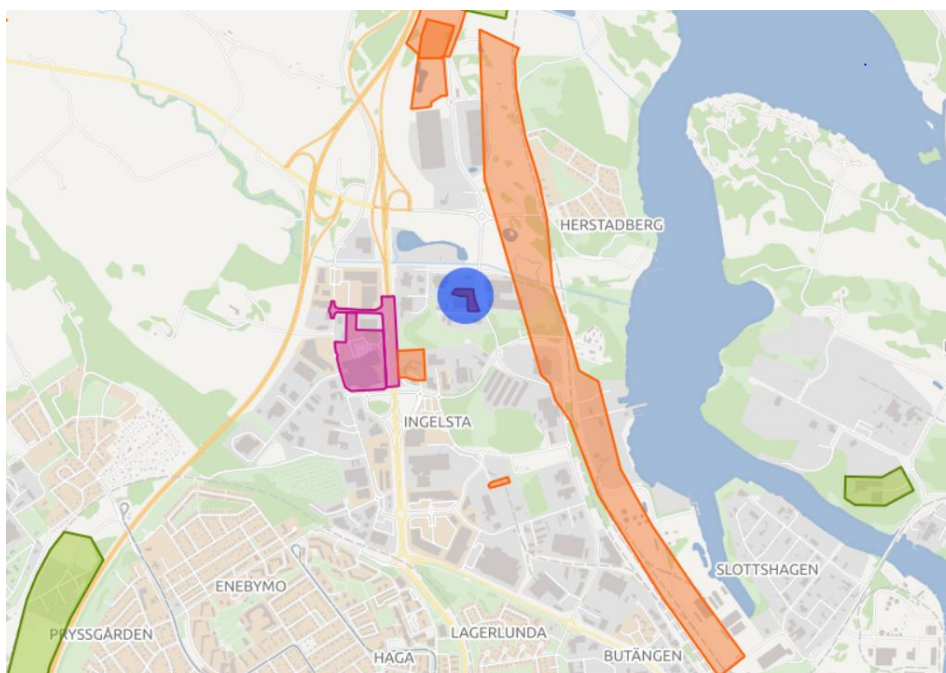 HERSTADBERG
INGELSTA
SLOTTSHAGEN
ENEBYMO
PRYSSGÅRDEN
LAGERLUNDA
HAGA
BUTÄNGEN